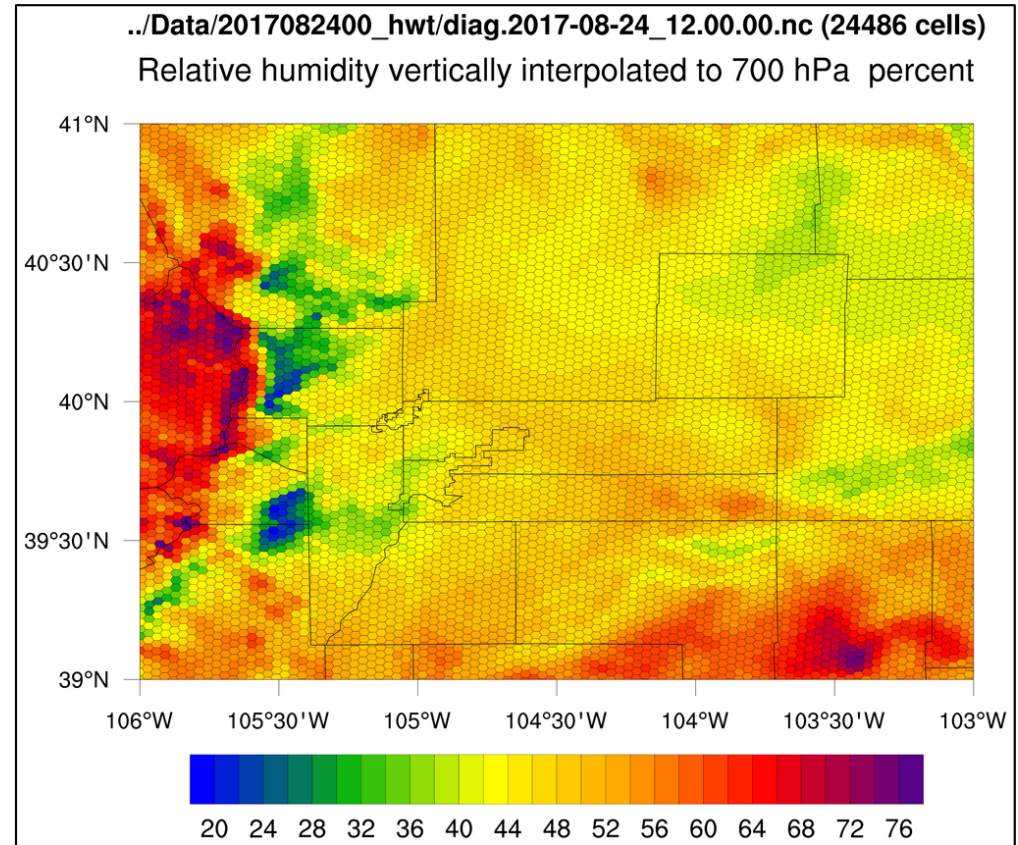 ../Data/2017082400_hwt/diag.2017-08-24_12.00.00.nc (24486 cells)
Relative humidity vertically interpolated to 700 hPa  percent
41°N
40°30'N
40°N
39°30'N
39°N
106°W 105°30'W 105°W 104°30'W 104°W 103°30'W 103°W
20 24 28 32 36 40 44 48 52 56 60 64 68 72 76